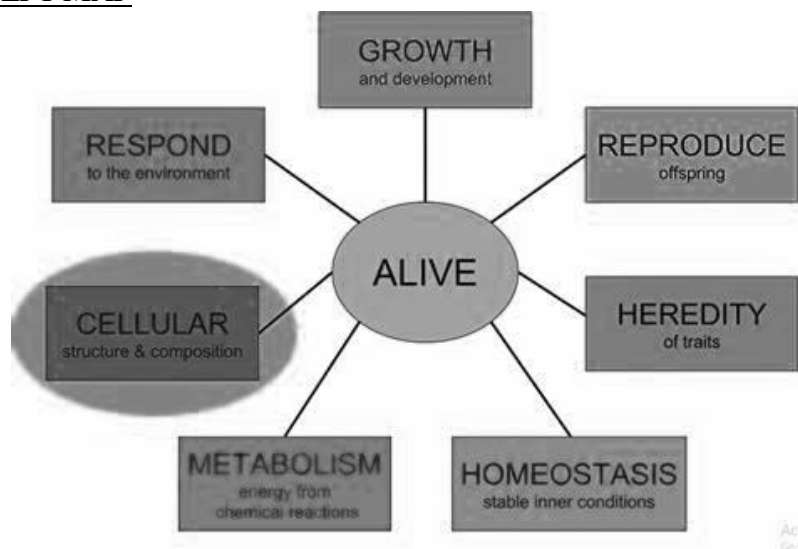 GROWTH
and development
RESPOND
to the environment
REPRODUCE
offspring
ALIVE
CELLULAR
structure & composition
HEREDITY
of traits
METABOLISM
energy from
chemical reactions
HOMEOSTASIS
stable inner conditions